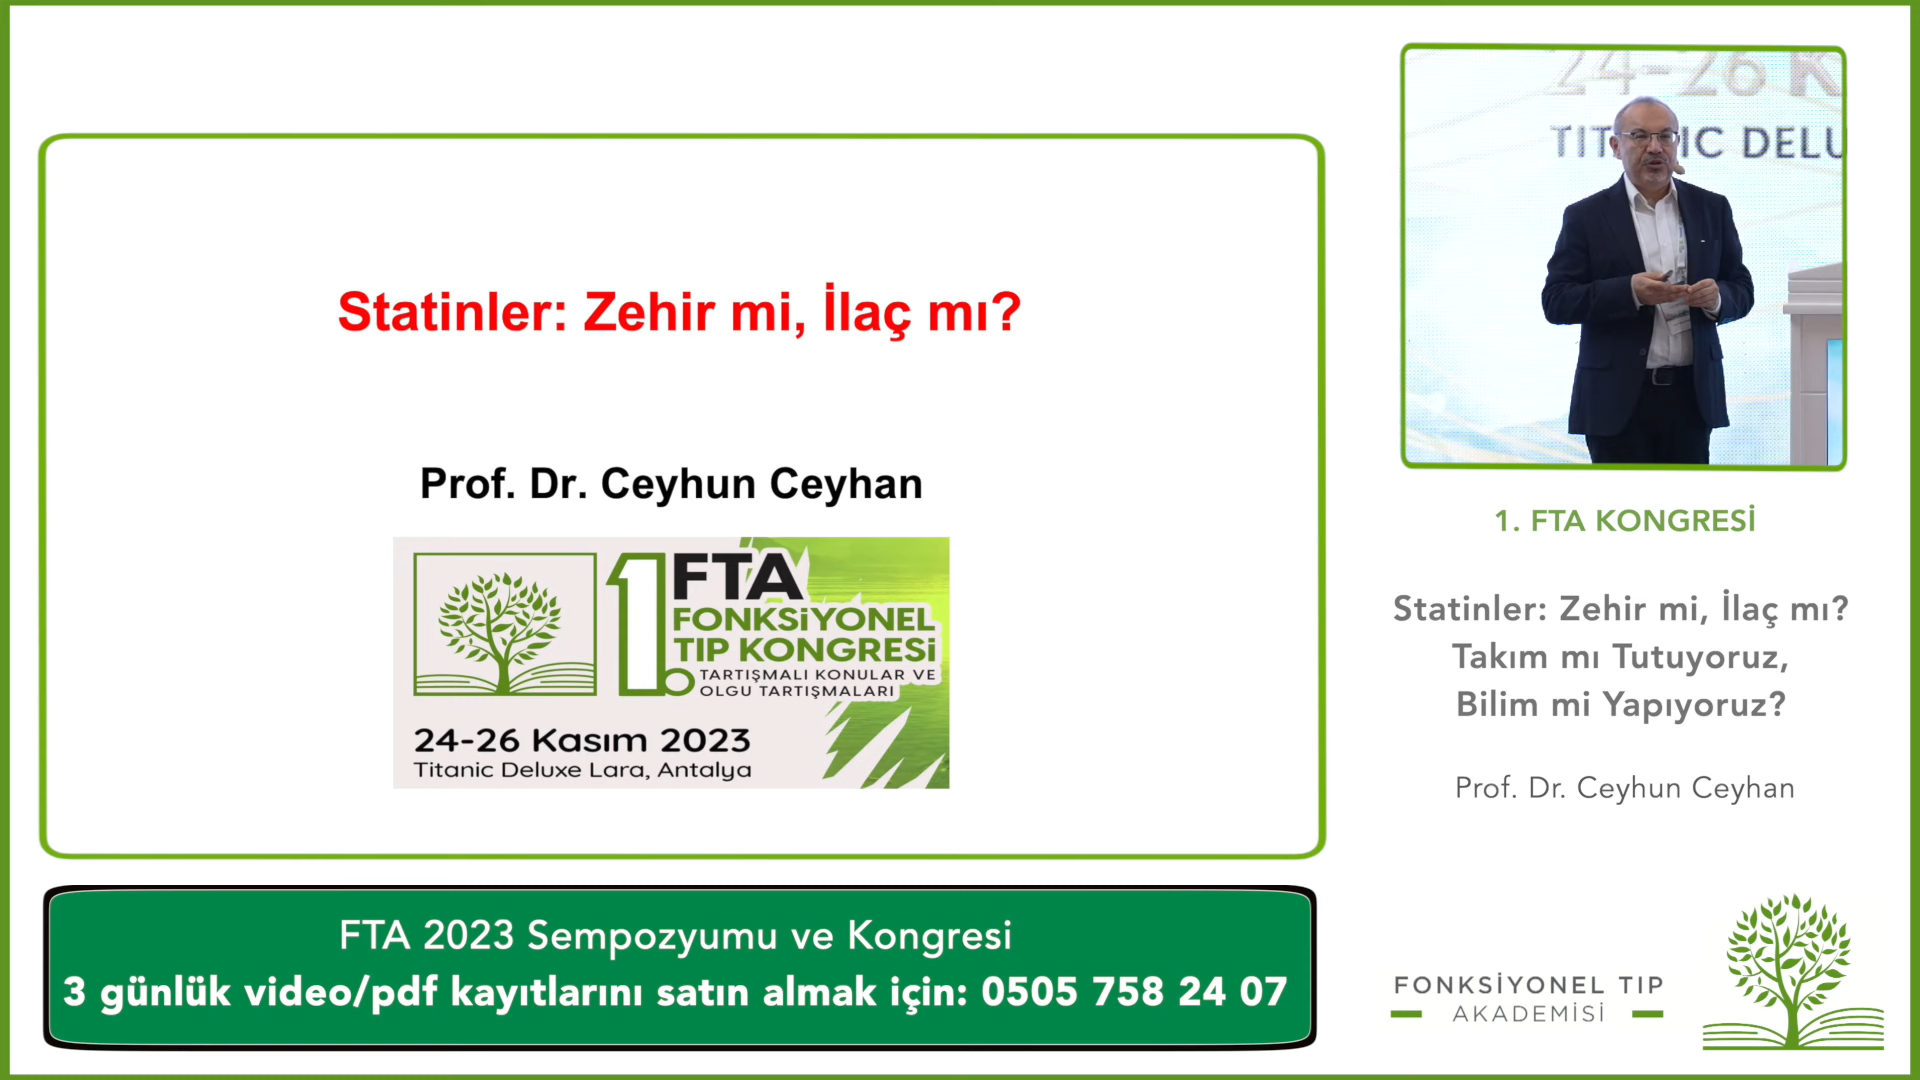 Statinler: Zehir mi, İlaç mı?
Prof. Dr. Ceyhun Ceyhan
1. FTA
FONKSİYONEL
TIP KONGRESİ
TARTIŞMALI KONULAR VE
OLGU TARTIŞMALARI
24-26 Kasım 2023
Titanic Deluxe Lara, Antalya
FTA 2023 Sempozyumu ve Kongresi
3 günlük video/pdf kayıtlarını satın almak için: 0505 758 24 07
24-26 K
TIT IC DELU
1. FTA KONGRESİ
Statinler: Zehir mi, İlaç mı?
Takım mı Tutuyoruz,
Bilim mi Yapıyoruz?
Prof. Dr. Ceyhun Ceyhan
FONKSİYONEL TIP
AKADEMİSİ